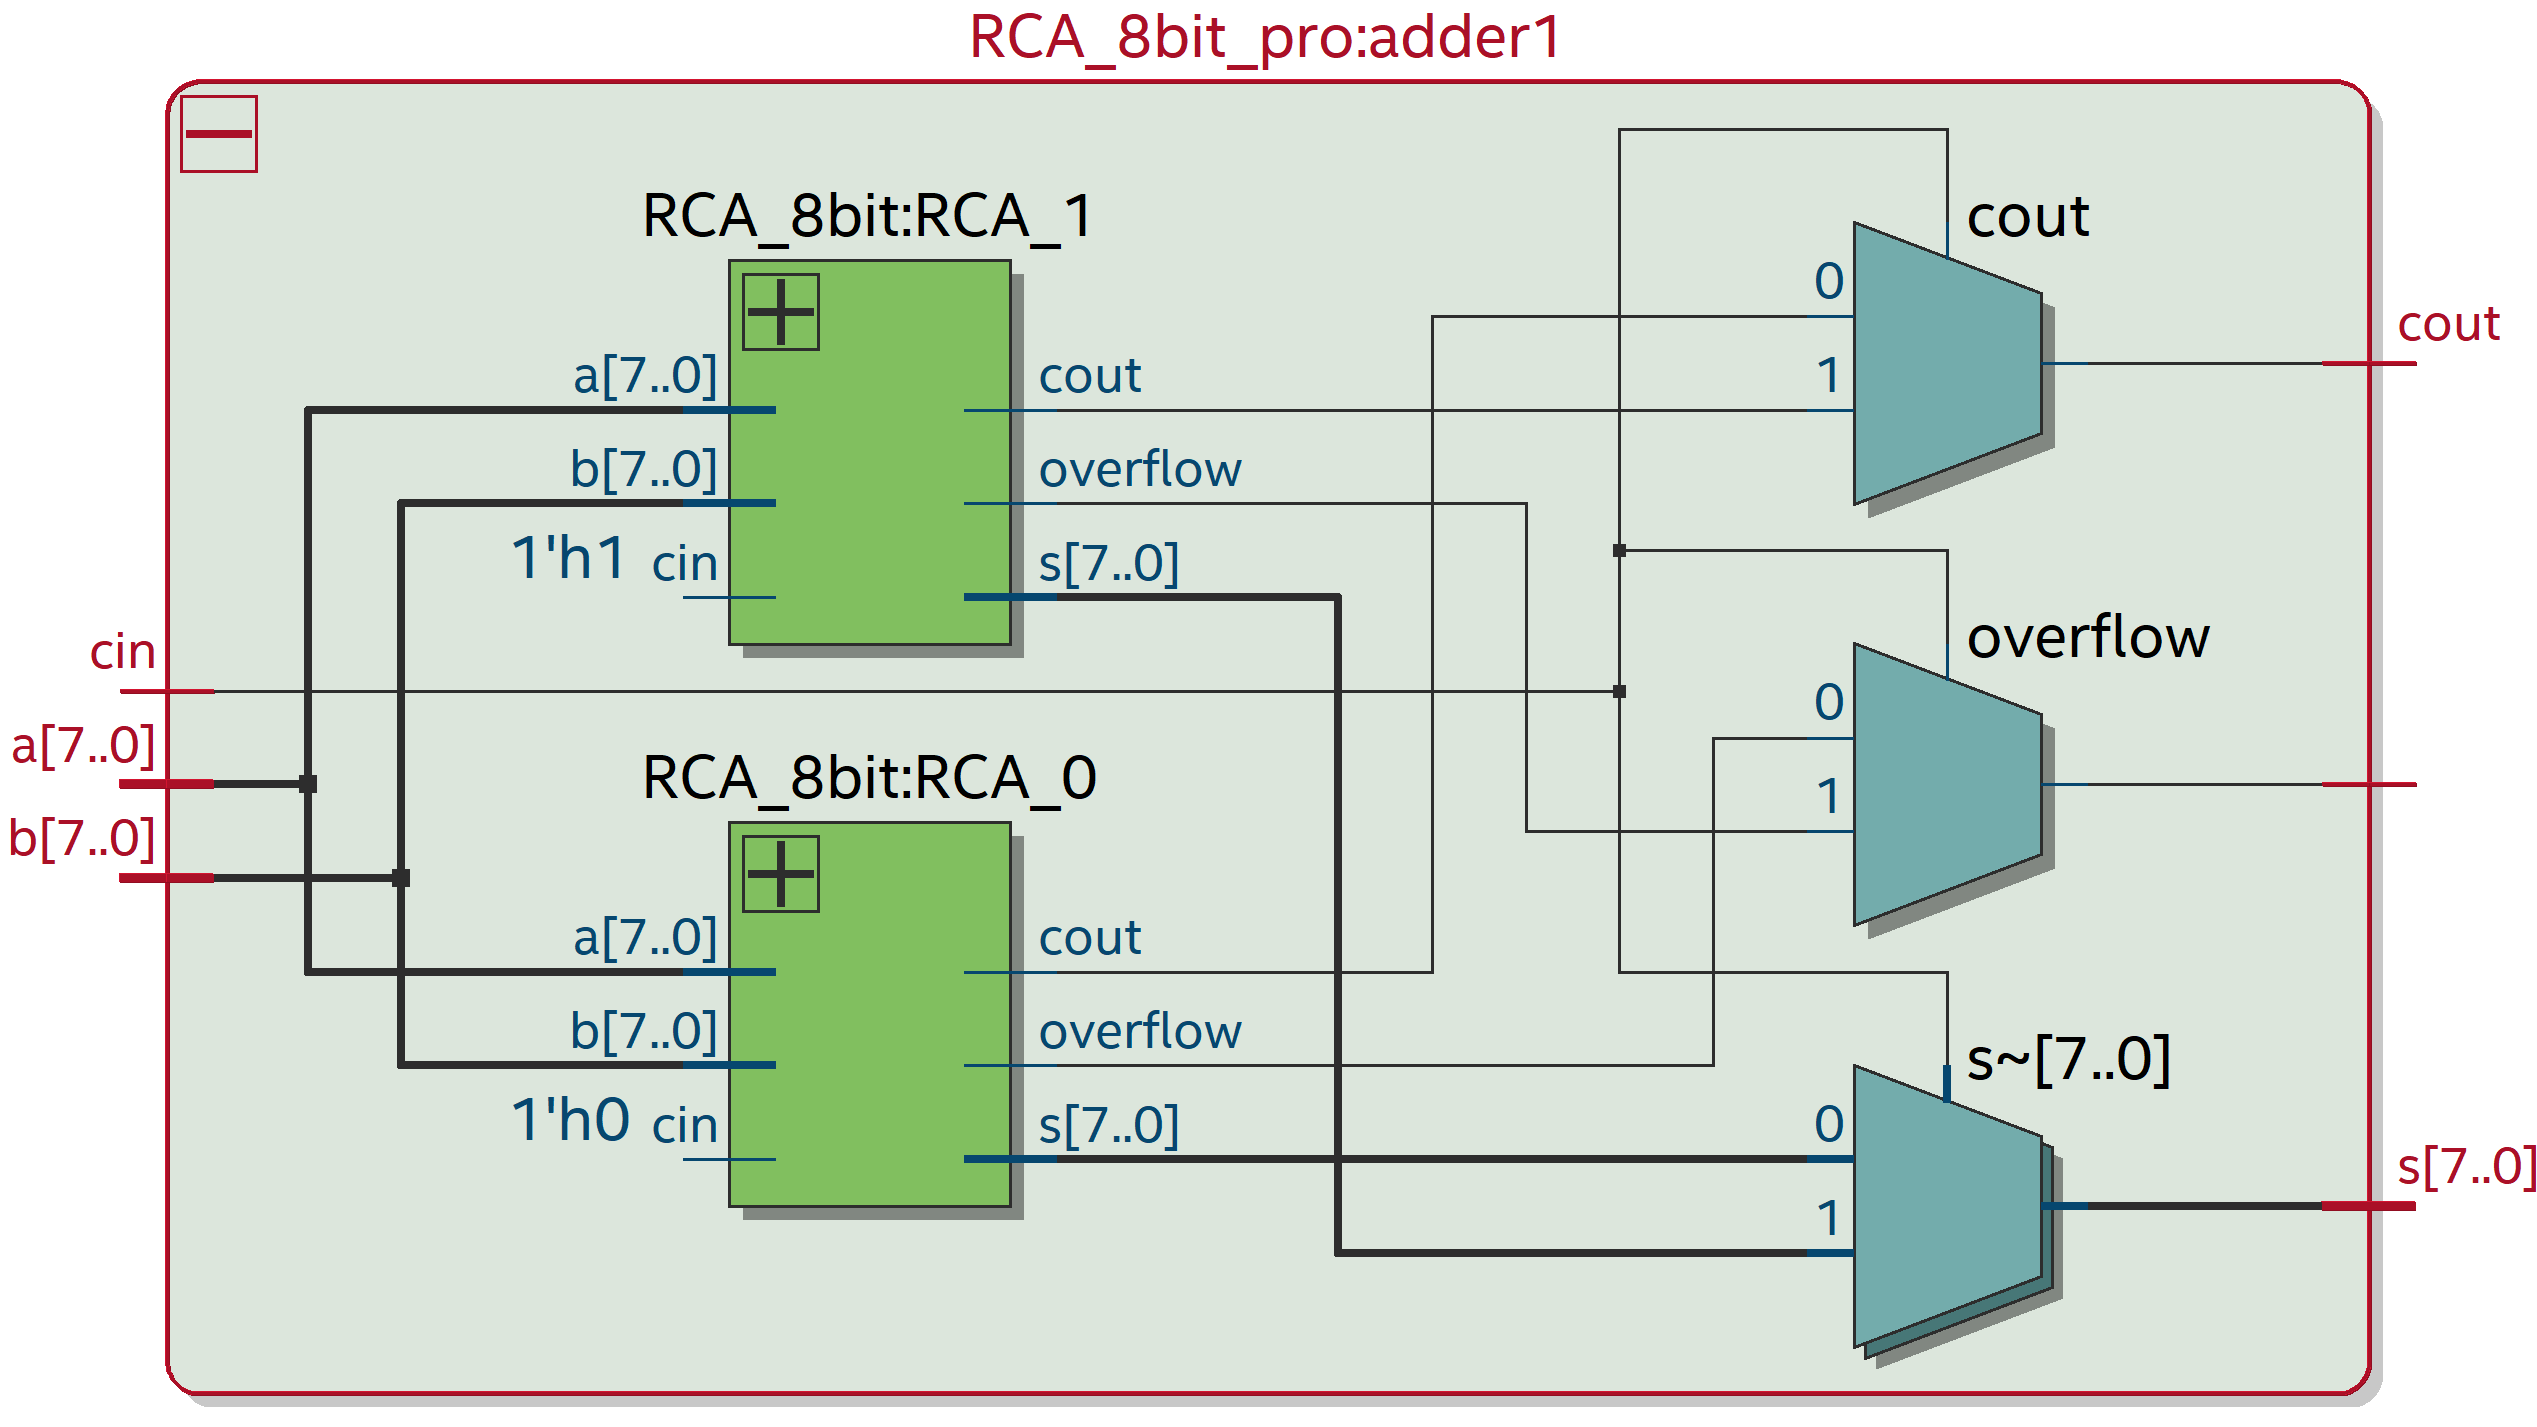 RCA_8bit_pro:adder1
RCA_8bit:RCA_1
a[7..0]
b[7..0]
1'h1 cin
cout
overflow
s[7..0]
cin
a[7..0]
b[7..0]
RCA_8bit:RCA_0
a[7..0]
b[7..0]
1'h0 cin
cout
overflow
s[7..0]
cout
0
1
overflow
0
1
s~[7..0]
0
1
cout
s[7..0]